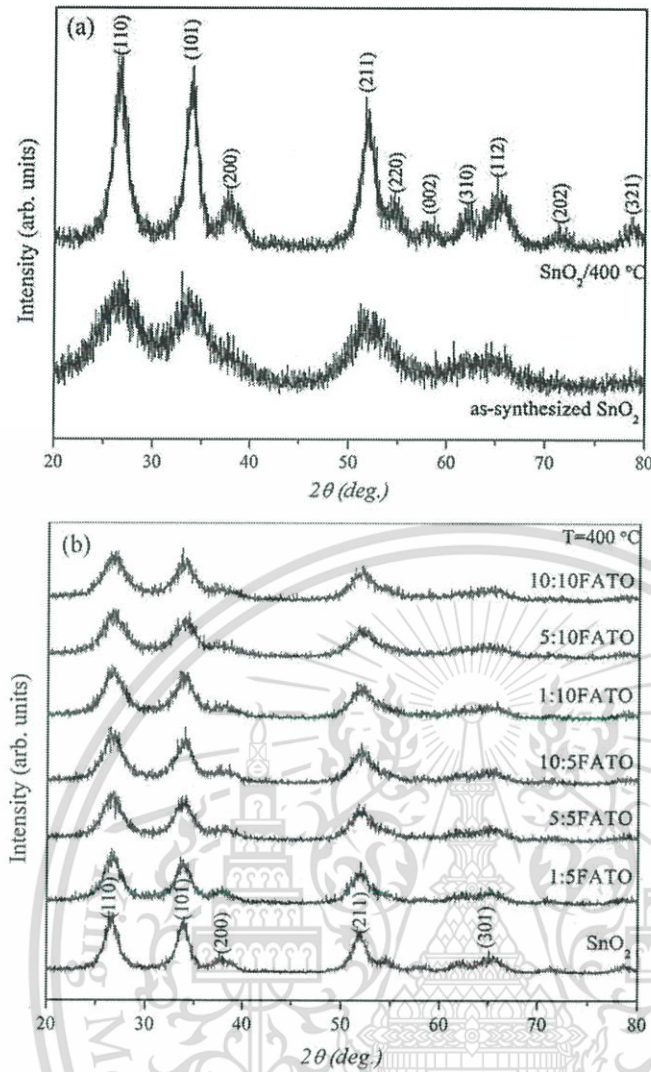 (a)
(110)
(101)
(200)
(211)
(220)
(002)
(310)
(112)
(202)
(321)
SnO₂/400 °C
as-synthesized SnO₂
Intensity (arb. units)
20 30 40 50 60 70 80
2θ (deg.)
(b)
T=400 °C
10:10FATO
5:10FATO
1:10FATO
10:5FATO
5:5FATO
1:5FATO
SnO₂
(110)
(101)
(200)
(211)
(301)
Intensity (arb. units)
20 30 40 50 60 70 80
2θ (deg.)